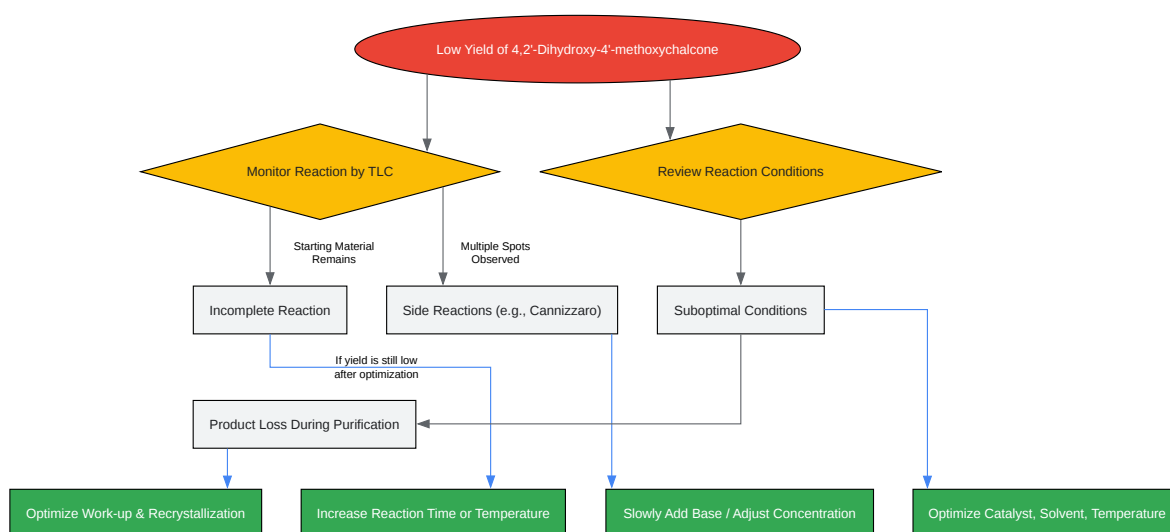 Low Yield of 4,2'-Dihydroxy-4'-methoxychalcone
Monitor Reaction by TLC
Review Reaction Conditions
Starting Material
Remains
Multiple Spots
Observed
Incomplete Reaction
Side Reactions (e.g., Cannizzaro)
Suboptimal Conditions
If yield is still low
after optimization
Product Loss During Purification
Optimize Work-up & Recrystallization
Increase Reaction Time or Temperature
Slowly Add Base / Adjust Concentration
Optimize Catalyst, Solvent, Temperature